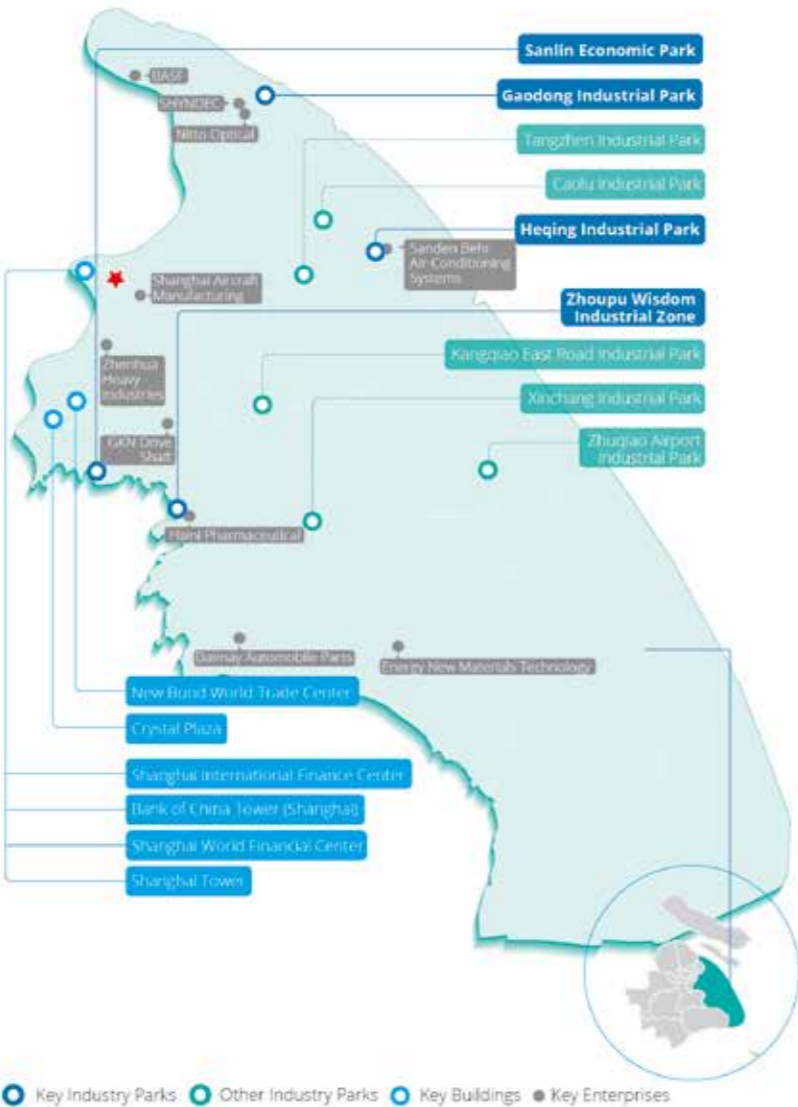 Sanlin Economic Park
BASF
Gaodong Industrial Park
SHYNDEC
Nitto Optical
Tangzhen Industrial Park
Caolu Industrial Park
Heqing Industrial Park
Sanden Behr
Air-Conditioning
Systems
Shanghai Aircraft
Manufacturing
Zhoupu Wisdom
Industrial Zone
Kangqiao East Road Industrial Park
Zhenhua
Heavy
Industries
Xinchang Industrial Park
GKN Drive
Shaft
Zhuqiao Airport
Industrial Park
Haini Pharmaceutical
Daimay Automobile Parts
Energy New Materials Technology
New Bund World Trade Center
Crystal Plaza
Shanghai International Finance Center
Bank of China Tower (Shanghai)
Shanghai World Financial Center
Shanghai Tower
Key Industry Parks
Other Industry Parks
Key Buildings
Key Enterprises